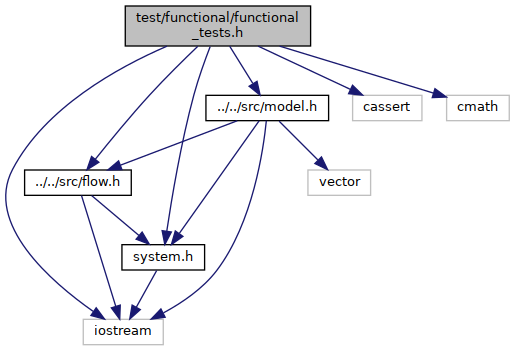 test/functional/functional
_tests.h
../../src/model.h
cassert
cmath
../../src/flow.h
vector
system.h
iostream